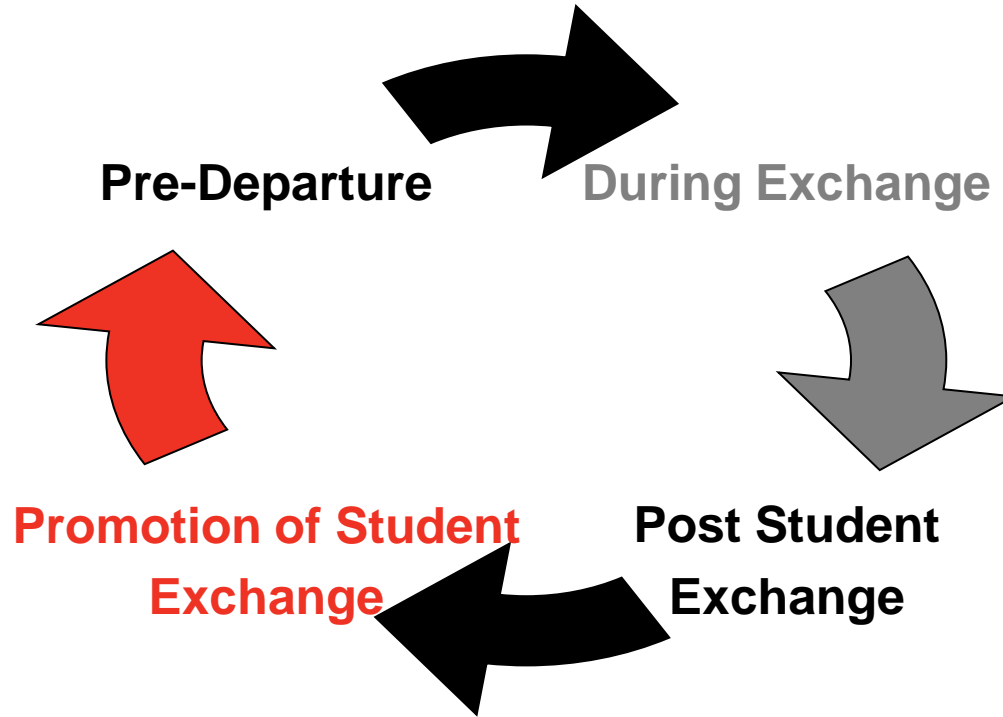 Pre-Departure
During Exchange
Promotion of Student
Exchange
Post Student
Exchange